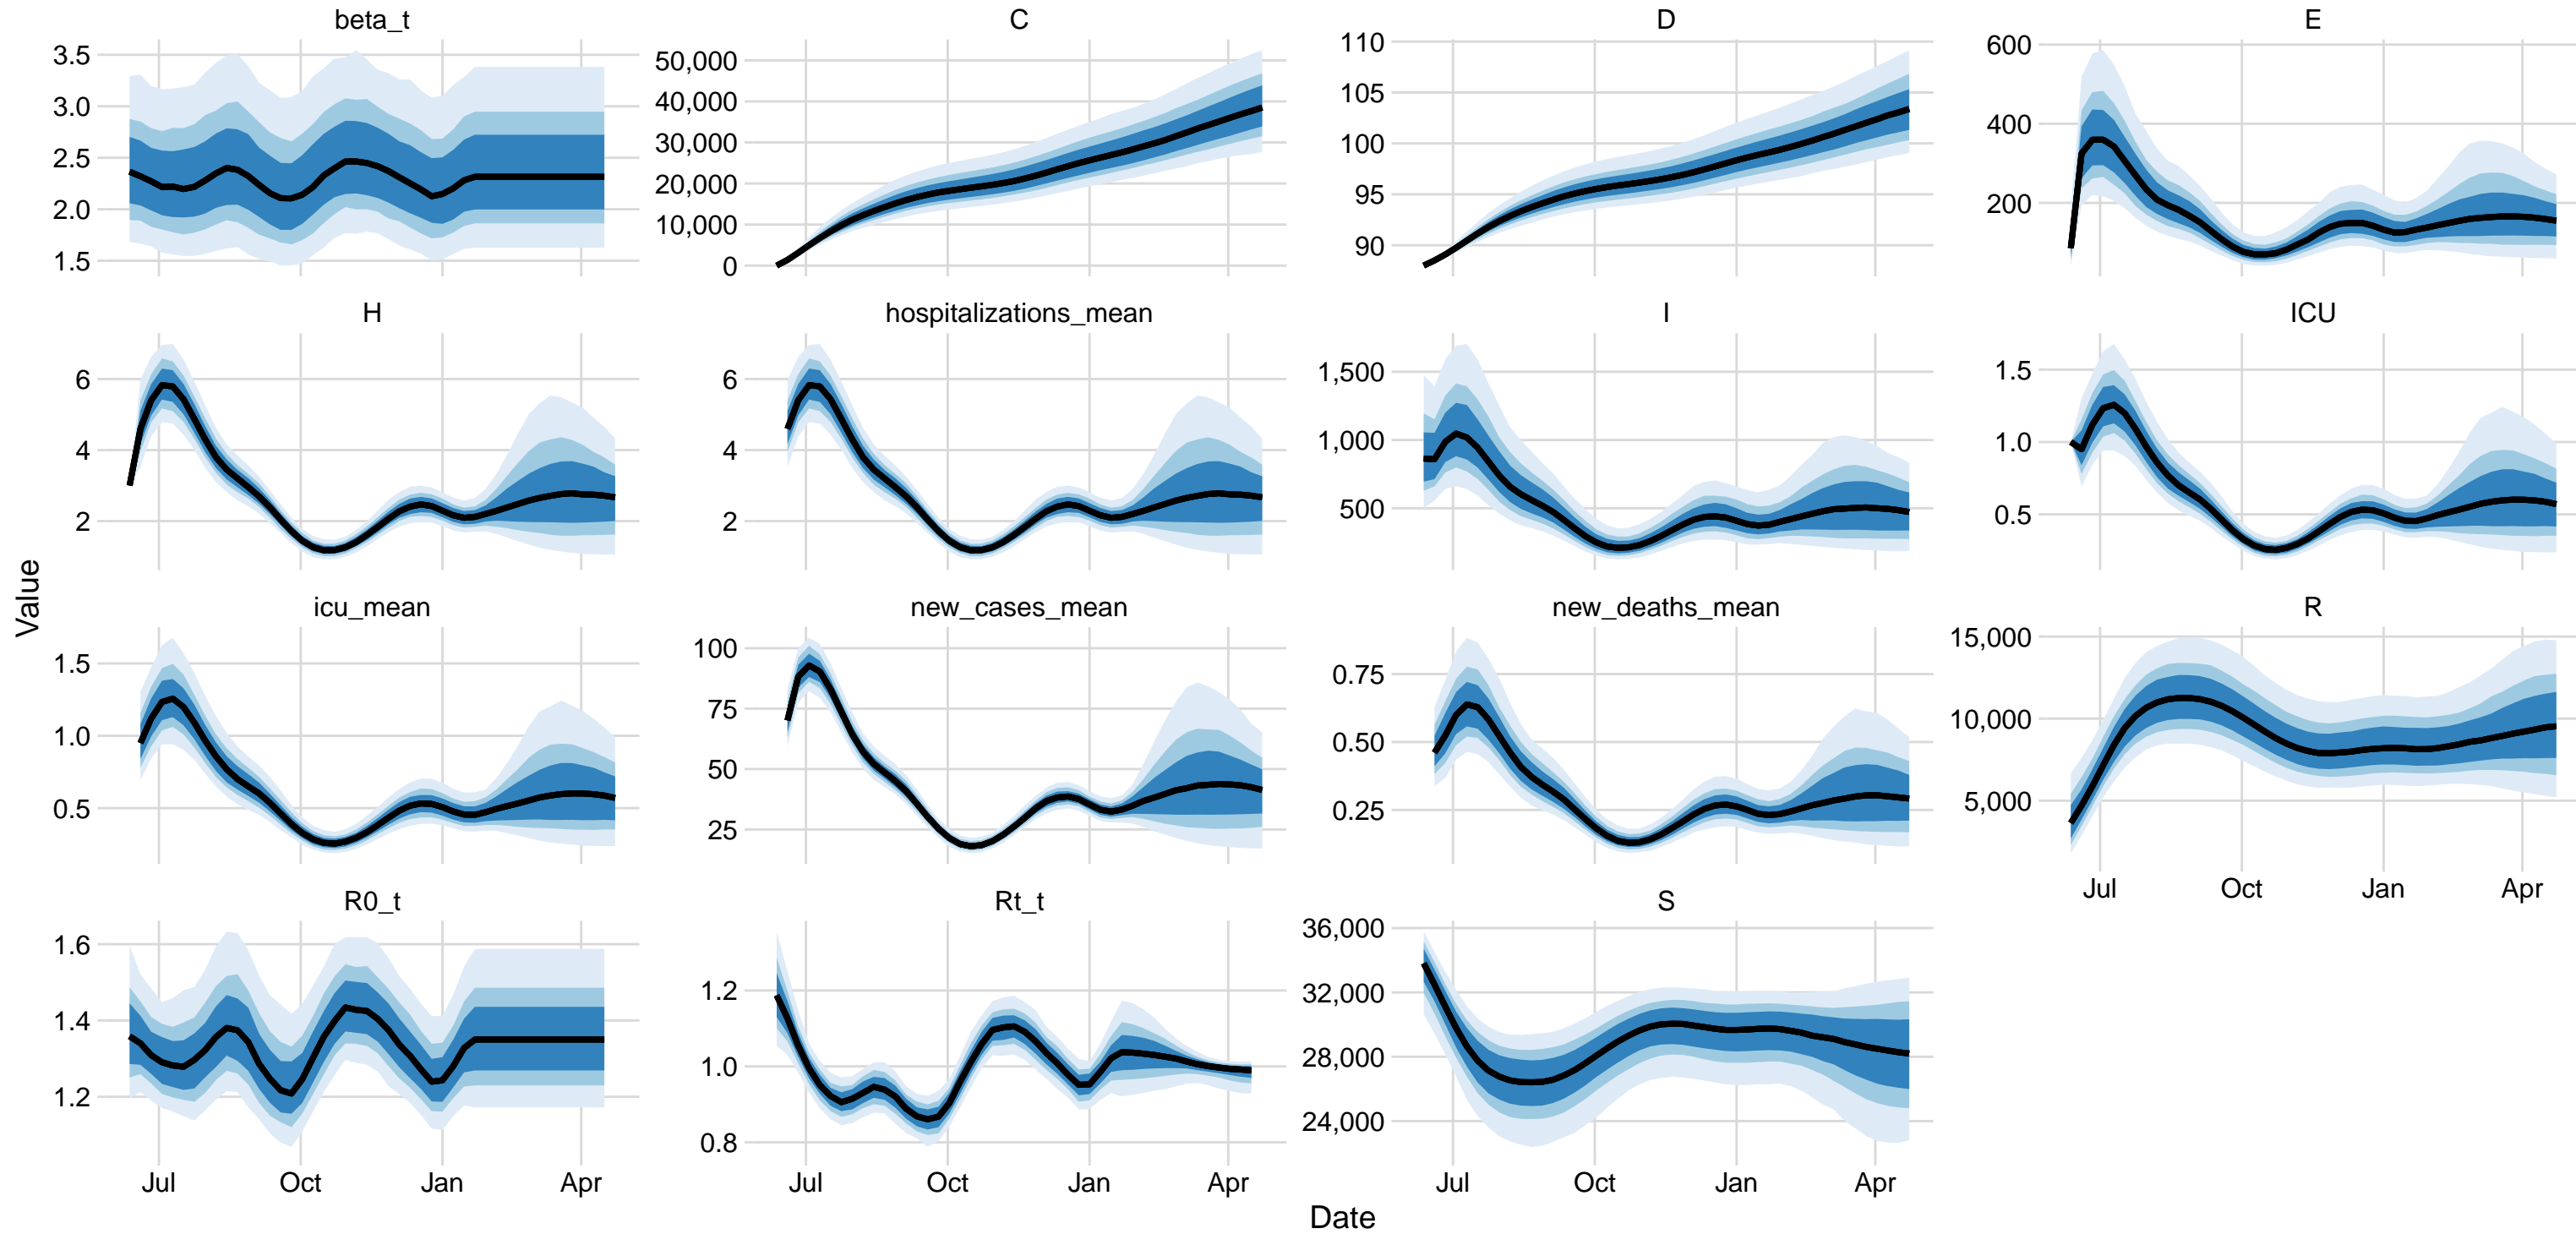 beta_t
C
D
E
3.5
3.0
2.5
2.0
1.5
50,000
40,000
30,000
20,000
10,000
0
110
105
100
95
90
600
400
200
H
hospitalizations_mean
I
ICU
6
4
2
6
4
2
1,500
1,000
500
1.5
1.0
0.5
Value
icu_mean
new_cases_mean
new_deaths_mean
R
1.5
1.0
0.5
100
75
50
25
0.75
0.50
0.25
15,000
10,000
5,000
Jul Oct Jan Apr
R0_t
Rt_t
S
1.6
1.4
1.2
1.2
1.0
0.8
36,000
32,000
28,000
24,000
Jul Oct Jan Apr
Jul Oct Jan Apr
Jul Oct Jan Apr
Date